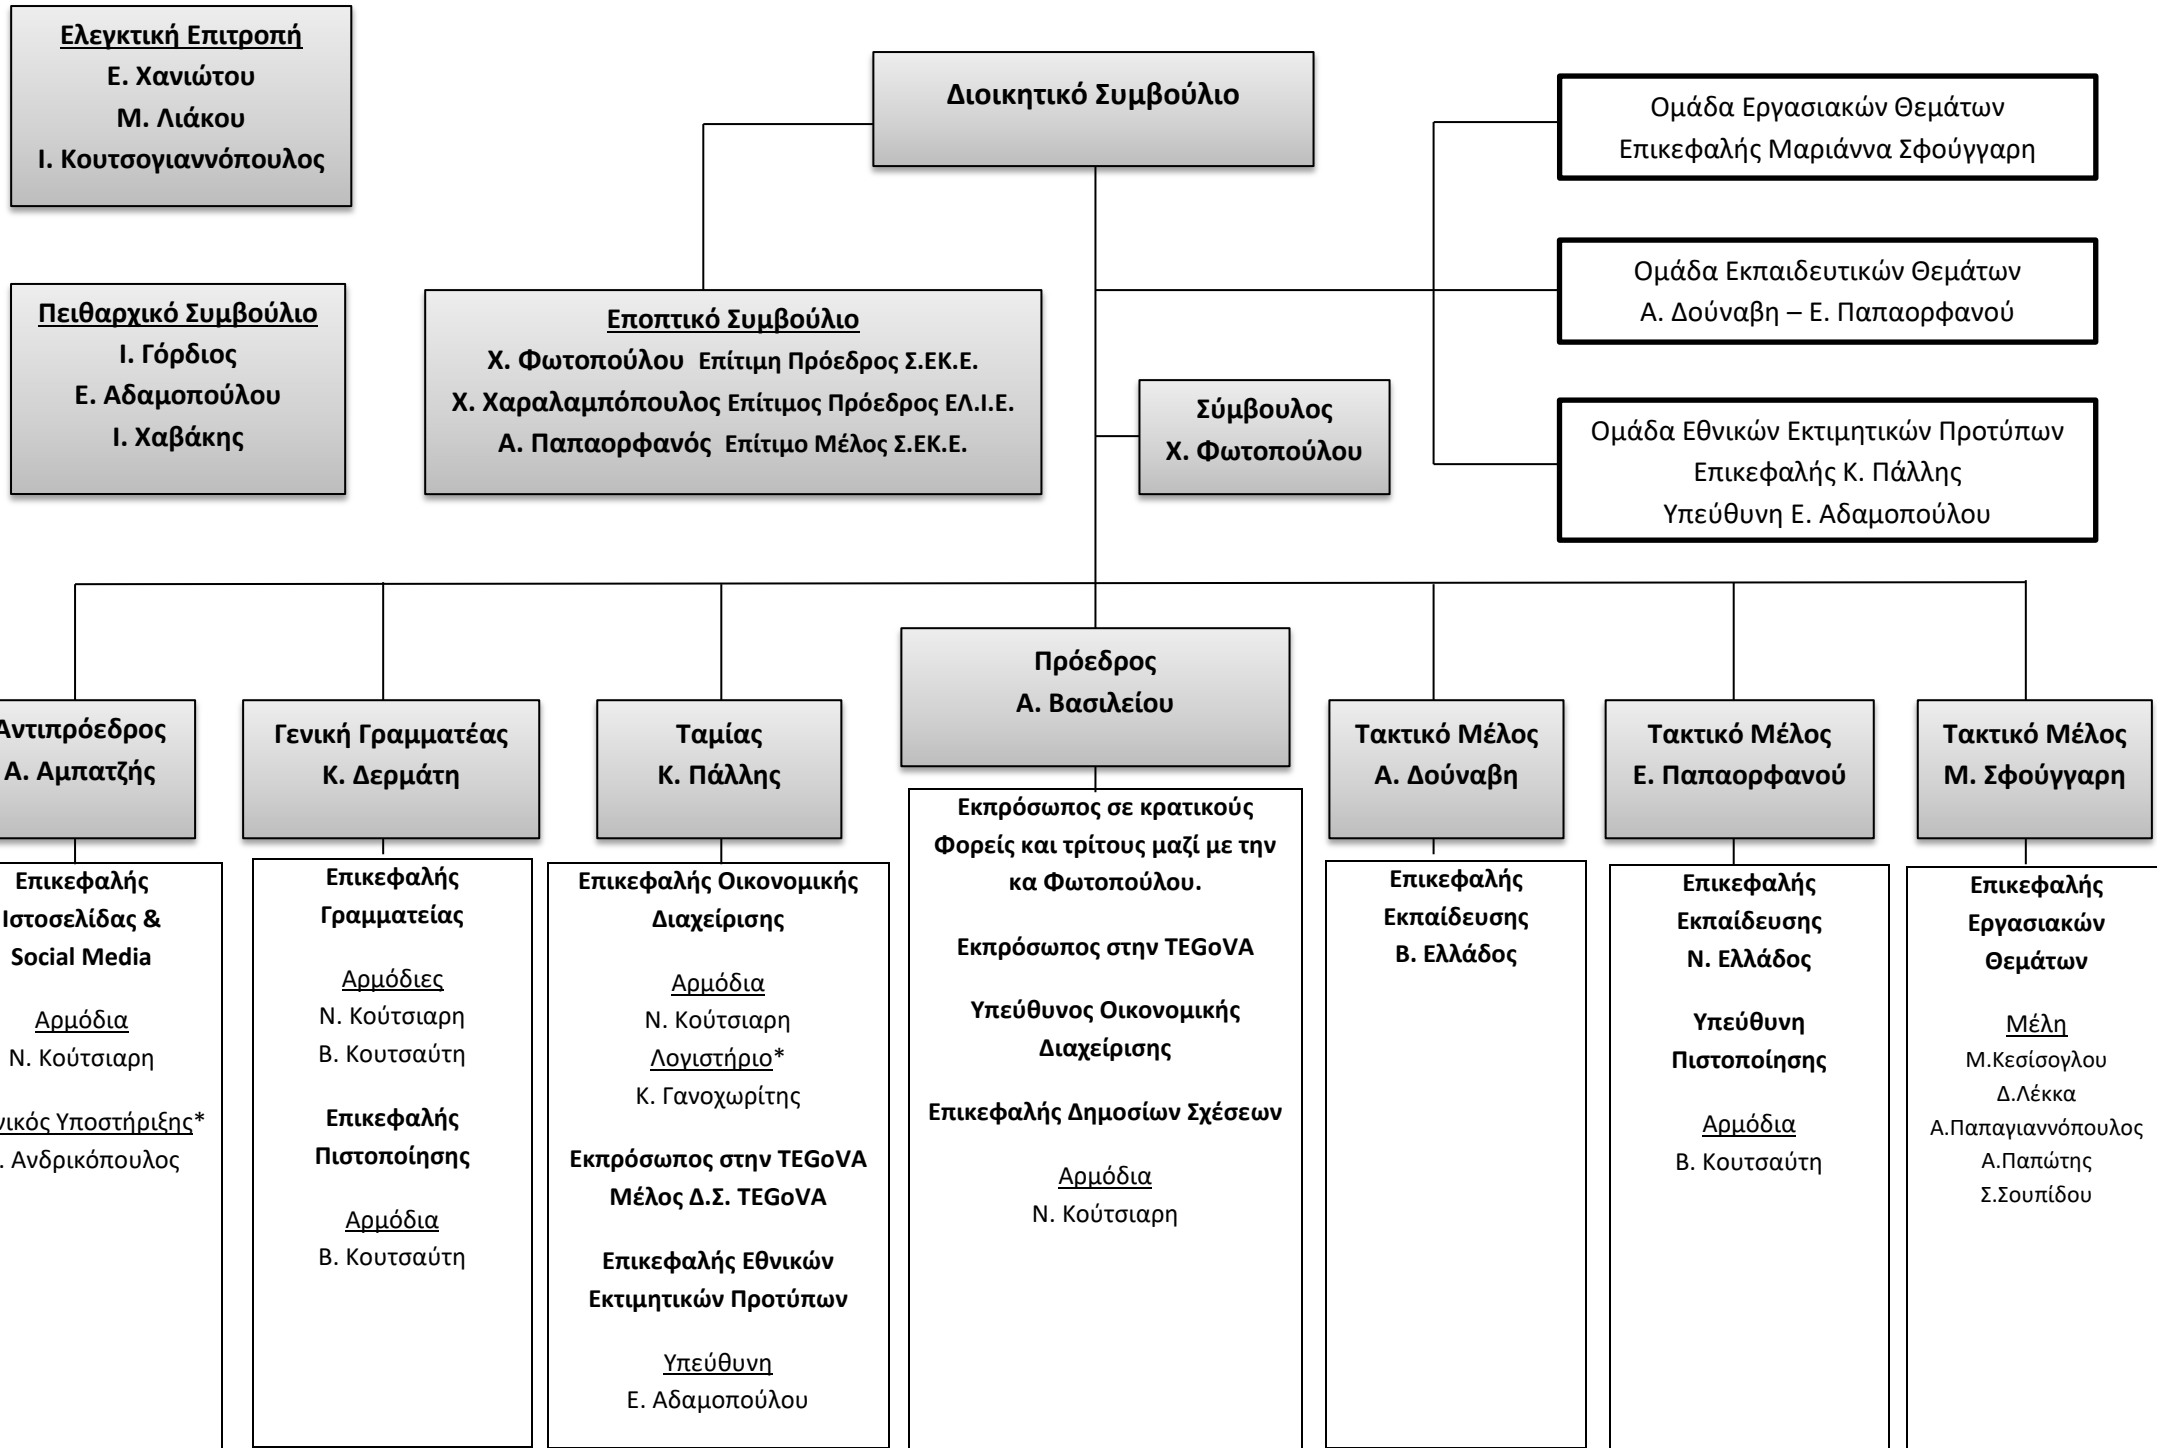 Ελεγκτική Επιτροπή
Ε. Χανιώτου
Μ. Λιάκου
Ι. Κουτσογιαννόπουλος
Διοικητικό Συμβούλιο
Ομάδα Εργασιακών Θεμάτων
Επικεφαλής Μαριάννα Σφούγγαρη
Ομάδα Εκπαιδευτικών Θεμάτων
Α. Δούναβη – Ε. Παπαορφανού
Πειθαρχικό Συμβούλιο
Ι. Γόρδιος
Ε. Αδαμοπούλου
Ι. Χαβάκης
Εποπτικό Συμβούλιο
Χ. Φωτοπούλου Επίτιμη Πρόεδρος Σ.ΕΚ.Ε.
Χ. Χαραλαμπόπουλος Επίτιμος Πρόεδρος ΕΛ.Ι.Ε.
Α. Παπαορφανός Επίτιμο Μέλος Σ.ΕΚ.Ε.
Σύμβουλος
Χ. Φωτοπούλου
Ομάδα Εθνικών Εκτιμητικών Προτύπων
Επικεφαλής Κ. Πάλλης
Υπεύθυνη Ε. Αδαμοπούλου
Αντιπρόεδρος
Α. Αμπατζής
Επικεφαλής
Ιστοσελίδας &
Social Media
Αρμόδια
Ν. Κούτσιαρη
νικός Υποστήριξης*
. Ανδρικόπουλος
Γενική Γραμματέας
Κ. Δερμάτη
Επικεφαλής
Γραμματείας
Αρμόδιες
Ν. Κούτσιαρη
Β. Κουτσαύτη
Επικεφαλής
Πιστοποίησης
Αρμόδια
Β. Κουτσαύτη
Ταμίας
Κ. Πάλλης
Επικεφαλής Οικονομικής
Διαχείρισης
Αρμόδια
Ν. Κούτσιαρη
Λογιστήριο*
Κ. Γανοχωρίτης
Εκπρόσωπος στην TEGoVA
Μέλος Δ.Σ. TEGoVA
Επικεφαλής Εθνικών
Εκτιμητικών Προτύπων
Υπεύθυνη
Ε. Αδαμοπούλου
Πρόεδρος
Α. Βασιλείου
Εκπρόσωπος σε κρατικούς
Φορείς και τρίτους μαζί με την
κα Φωτοπούλου.
Εκπρόσωπος στην TEGoVA
Υπεύθυνος Οικονομικής
Διαχείρισης
Επικεφαλής Δημοσίων Σχέσεων
Αρμόδια
Ν. Κούτσιαρη
Τακτικό Μέλος
Α. Δούναβη
Επικεφαλής
Εκπαίδευσης
Β. Ελλάδος
Τακτικό Μέλος
Ε. Παπαορφανού
Επικεφαλής
Εκπαίδευσης
Ν. Ελλάδος
Υπεύθυνη
Πιστοποίησης
Αρμόδια
Β. Κουτσαύτη
Τακτικό Μέλος
Μ. Σφούγγαρη
Επικεφαλής
Εργασιακών
Θεμάτων
Μέλη
Μ.Κεσίσογλου
Δ.Λέκκα
Α.Παπαγιαννόπουλος
Α.Παπώτης
Σ.Σουπίδου